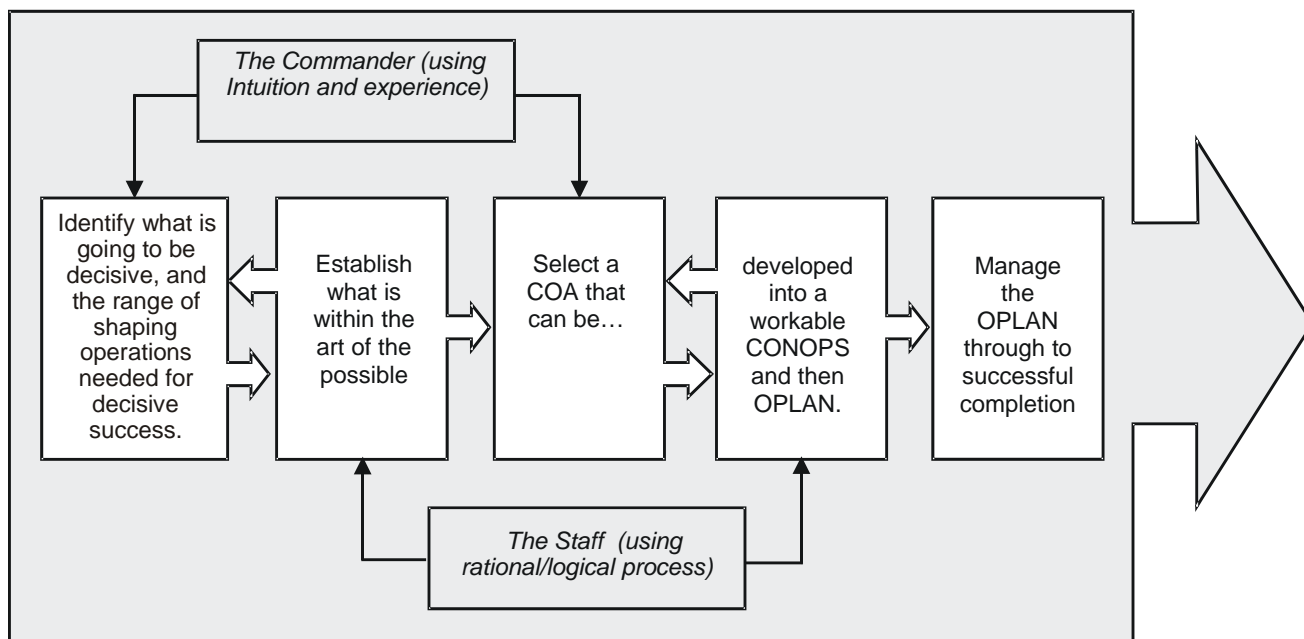 The Commander (using
Intuition and experience)
Identify what is
going to be
decisive, and
the range of
shaping
operations
needed for
decisive
success.
Establish
what is
within the
art of the
possible
Select a
COA that
can be…
developed
into a
workable
CONOPS
and then
OPLAN.
Manage
the
OPLAN
through to
successful
completion
The Staff (using
rational/logical process)